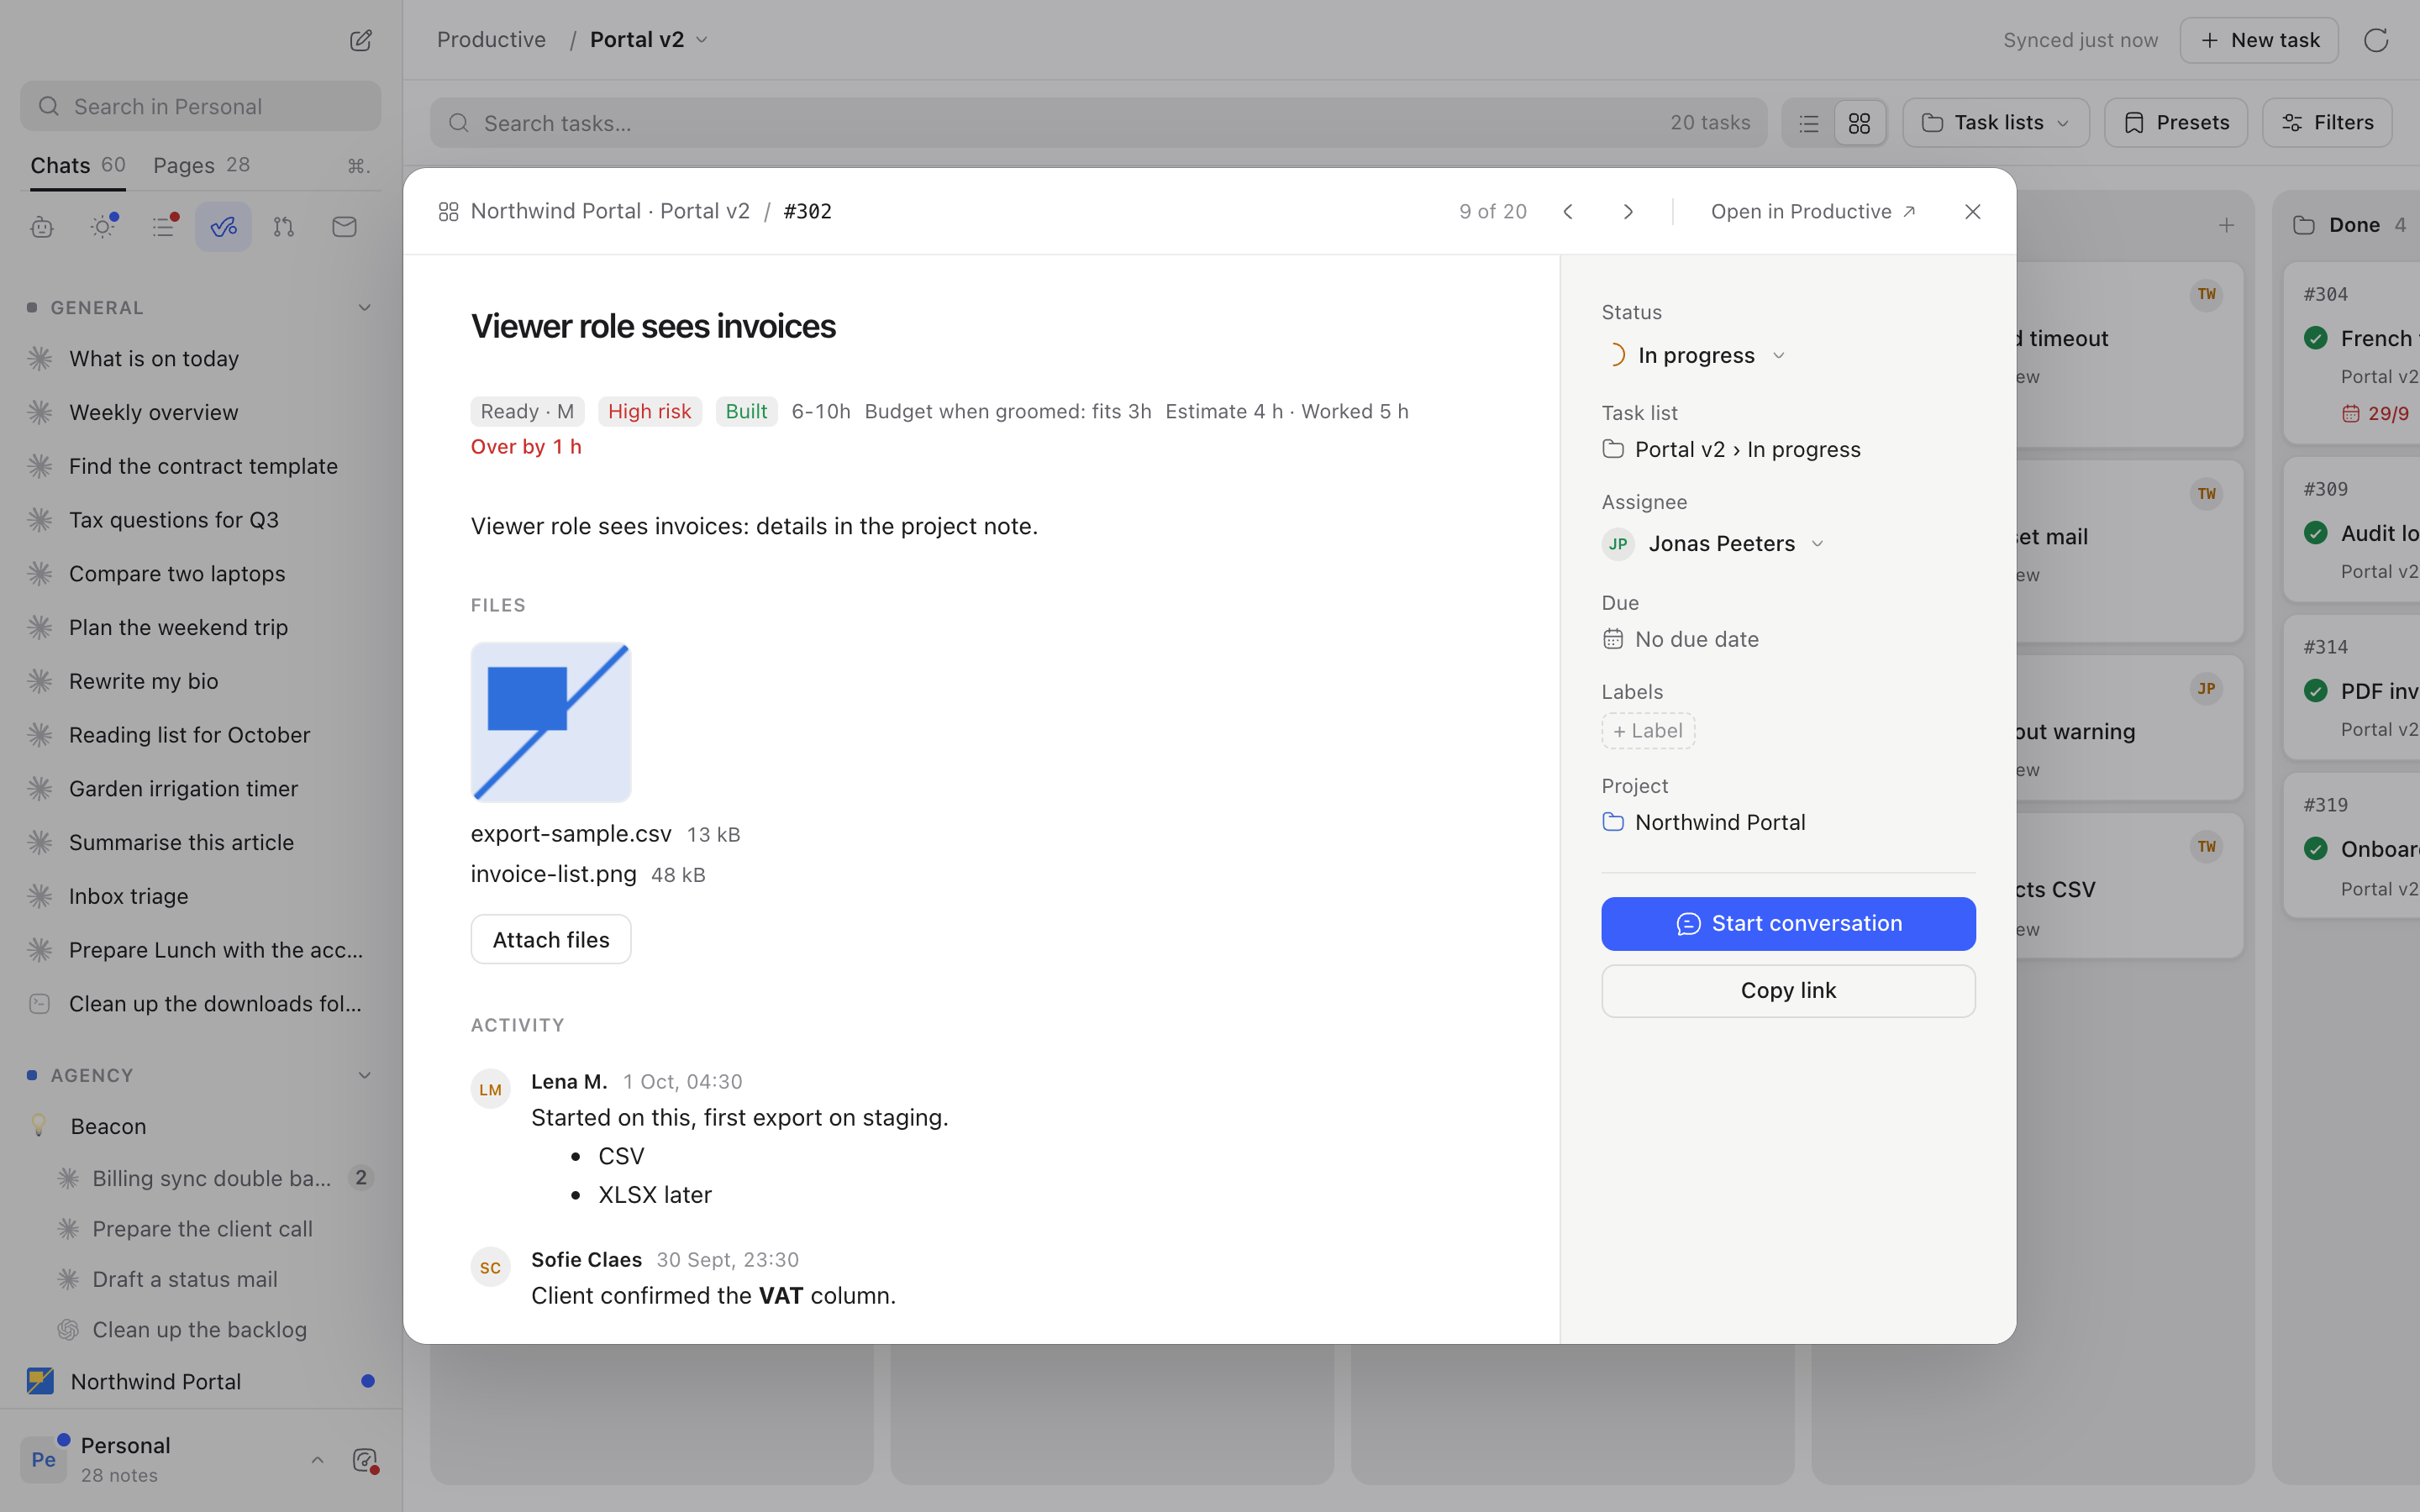 Search in Personal
Chats 60 Pages 28 ⌘.
GENERAL
What is on today
Weekly overview
Find the contract template
Tax questions for Q3
Compare two laptops
Plan the weekend trip
Rewrite my bio
Reading list for October
Garden irrigation timer
Summarise this article
Inbox triage
Prepare Lunch with the acc...
Clean up the downloads fol...
AGENCY
Beacon
Billing sync double ba... 2
Prepare the client call
Draft a status mail
Clean up the backlog
Northwind Portal
Pe Personal
28 notes
Productive / Portal v2
Synced just now
+ New task
Search tasks...
20 tasks
Task lists
Presets
Filters
Northwind Portal · Portal v2 / #302
9 of 20
Open in Productive ↗
Viewer role sees invoices
Ready · M High risk Built 6-10h Budget when groomed: fits 3h Estimate 4 h · Worked 5 h
Over by 1 h
Viewer role sees invoices: details in the project note.
FILES
export-sample.csv 13 kB
invoice-list.png 48 kB
Attach files
ACTIVITY
LM Lena M. 1 Oct, 04:30
Started on this, first export on staging.
• CSV
• XLSX later
SC Sofie Claes 30 Sept, 23:30
Client confirmed the VAT column.
Status
In progress
Task list
Portal v2 › In progress
Assignee
JP Jonas Peeters
Due
No due date
Labels
+ Label
Project
Northwind Portal
Start conversation
Copy link
TW
timeout
TW
mail
JP
warning
TW
CSV
Done 4
#304
French
Portal v2
29/9
#309
Audit
Portal v2
#314
PDF
Portal v2
#319
Portal v2